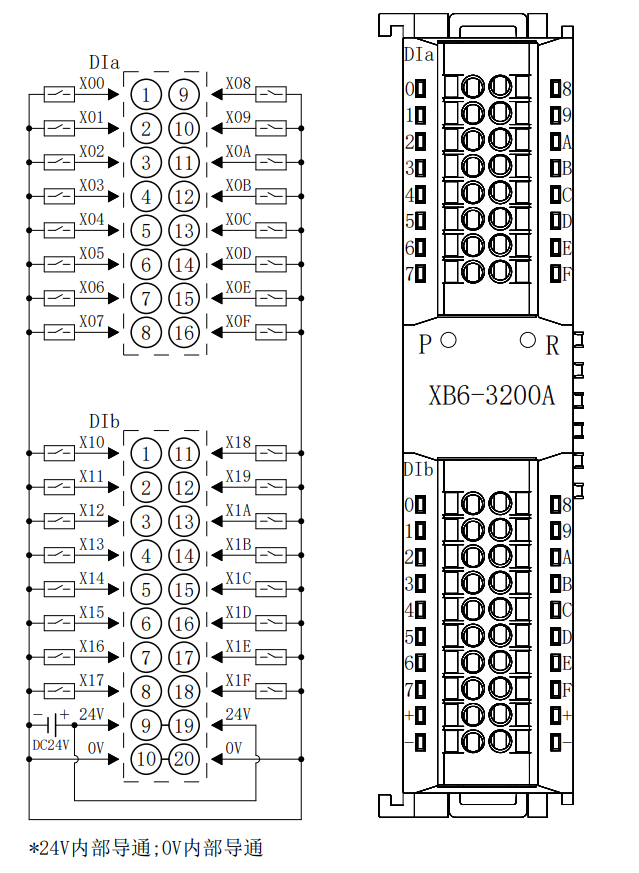 DIa
X00 1 9 X08
X01 2 10 X09
X02 3 11 X0A
X03 4 12 X0B
X04 5 13 X0C
X05 6 14 X0D
X06 7 15 X0E
X07 8 16 X0F
DIb
X10 1 11 X18
X11 2 12 X19
X12 3 13 X1A
X13 4 14 X1B
X14 5 15 X1C
X15 6 16 X1D
X16 7 17 X1E
X17 8 18 X1F
- + 24V 9 19 24V
DC24V 0V 10 20 0V
*24V内部导通;0V内部导通
DIa
0 8
1 9
2 A
3 B
4 C
5 D
6 E
7 F
P R
XB6-3200A
DIb
0 8
1 9
2 A
3 B
4 C
5 D
6 E
7 F
+ +
- -